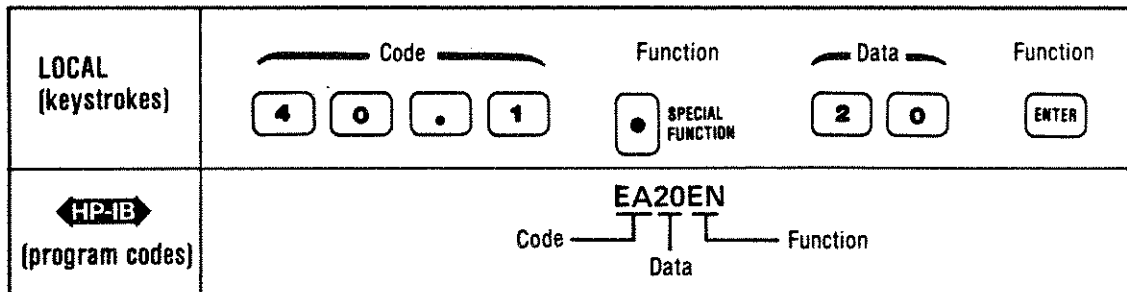 LOCAL
(keystrokes)
Code Function Data Function
4 0 . 1 SPECIAL FUNCTION 2 0 ENTER
HP-IB
(program codes)
EA20EN
Code Function
Data